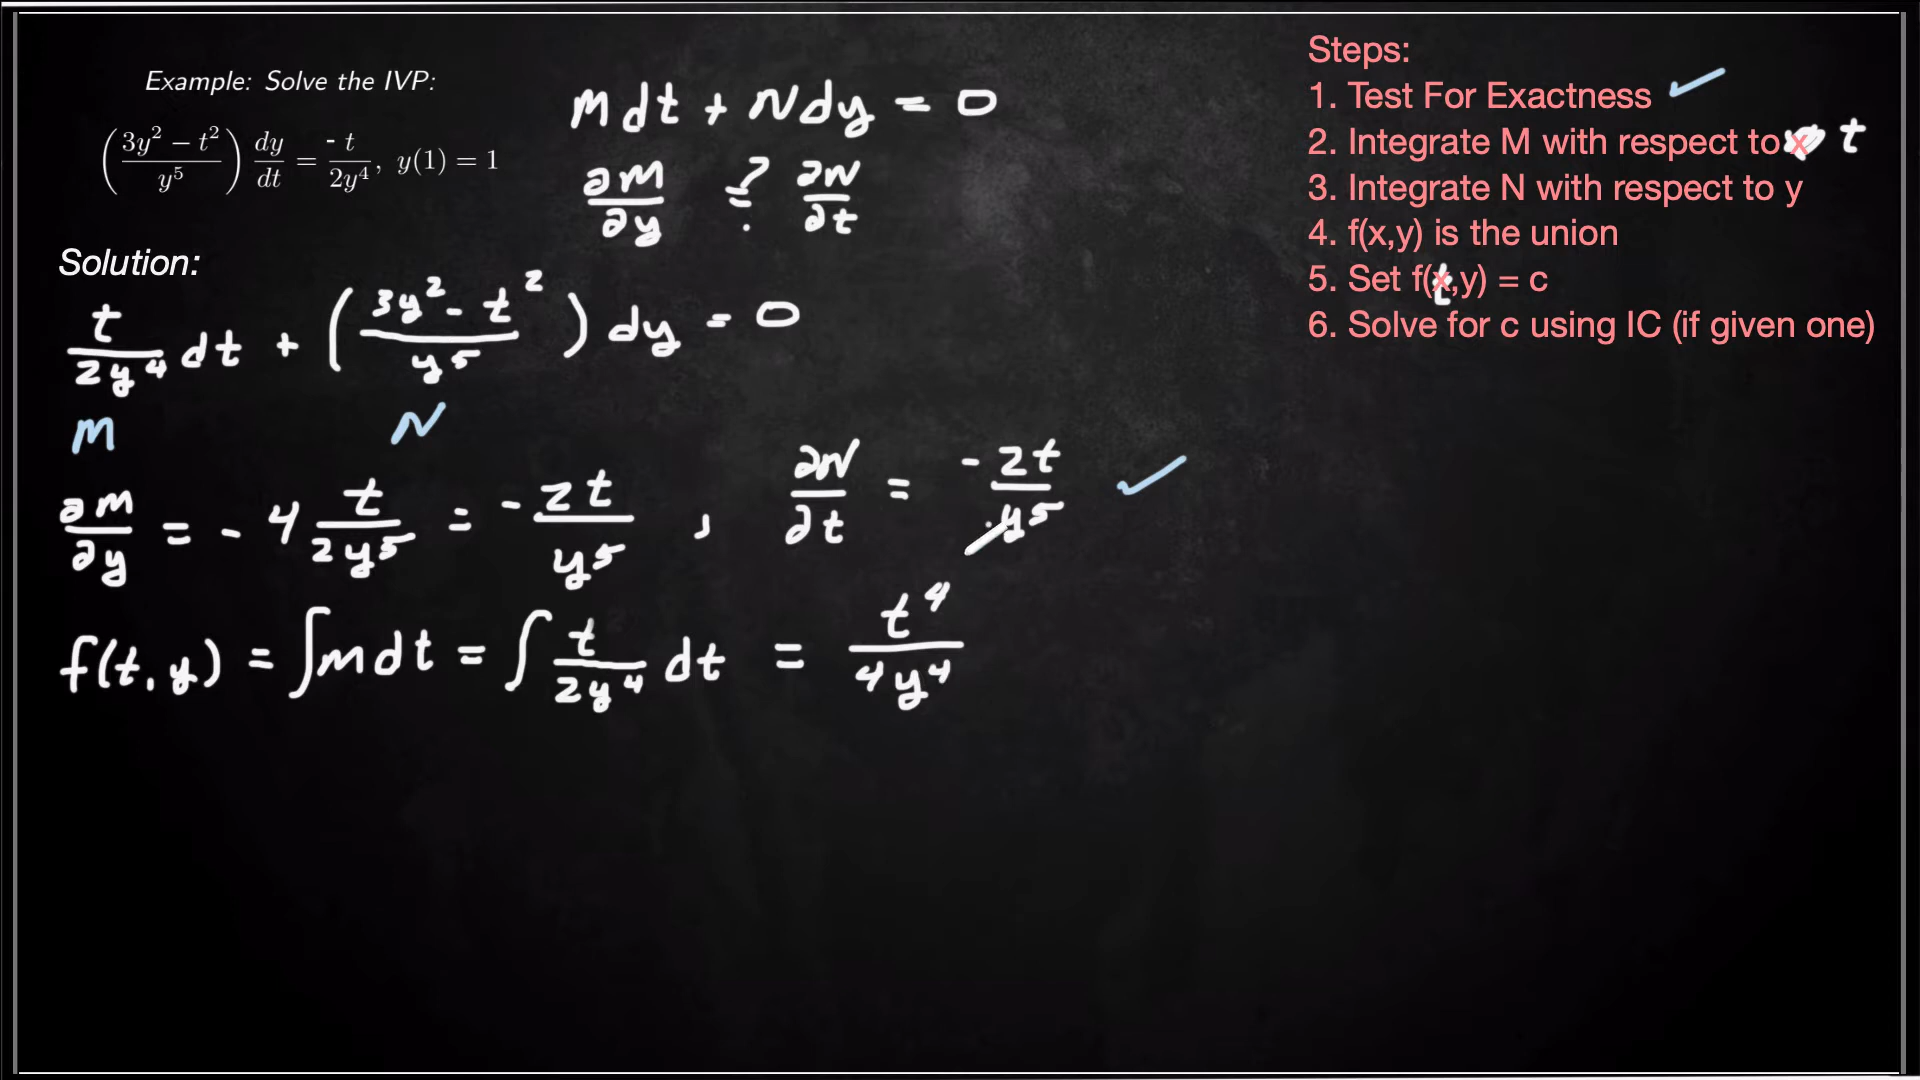 Example: Solve the IVP:
((3y² − t²)/y⁵) dy/dt = -t/2y⁴, y(1) = 1
Mdt + Ndy = 0
∂M/∂y =? ∂N/∂t
Steps:
1. Test For Exactness ✓
2. Integrate M with respect to x t
3. Integrate N with respect to y
4. f(x,y) is the union
5. Set f(t,y) = c
6. Solve for c using IC (if given one)
Solution:
t/2y⁴ dt + ((3y² - t²)/y⁵) dy = 0
M N
∂M/∂y = -4 t/2y⁵ = -2t/y⁵ , ∂N/∂t = -2t/y⁵ ✓
f(t,y) = ∫Mdt = ∫ t/2y⁴ dt = t⁴/4y⁴